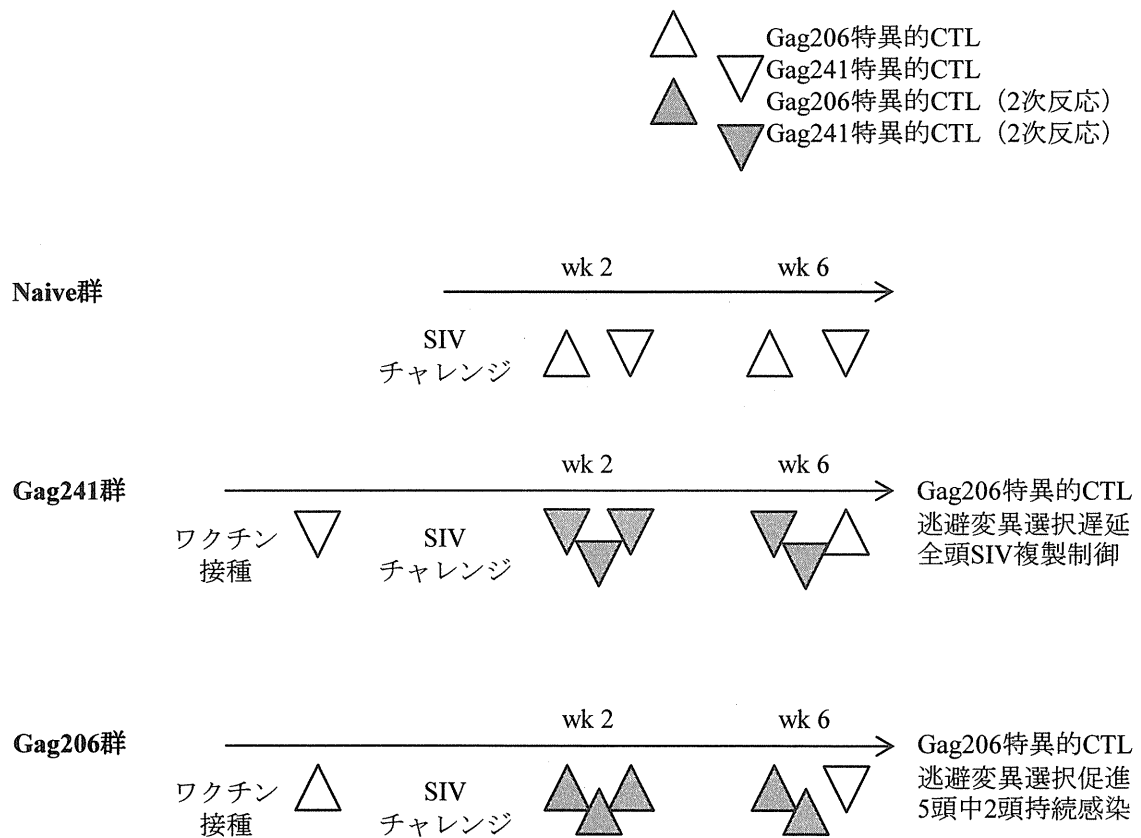 Gag206特異的CTL
Gag241特異的CTL
Gag206特異的CTL（2次反応）
Gag241特異的CTL（2次反応）
Naive群
wk 2
wk 6
SIV
チャレンジ
Gag241群
wk 2
wk 6
ワクチン
接種
SIV
チャレンジ
Gag206特異的CTL
逃避変異選択遅延
全頭SIV複製制御
Gag206群
wk 2
wk 6
ワクチン
接種
SIV
チャレンジ
Gag206特異的CTL
逃避変異選択促進
5頭中2頭持続感染